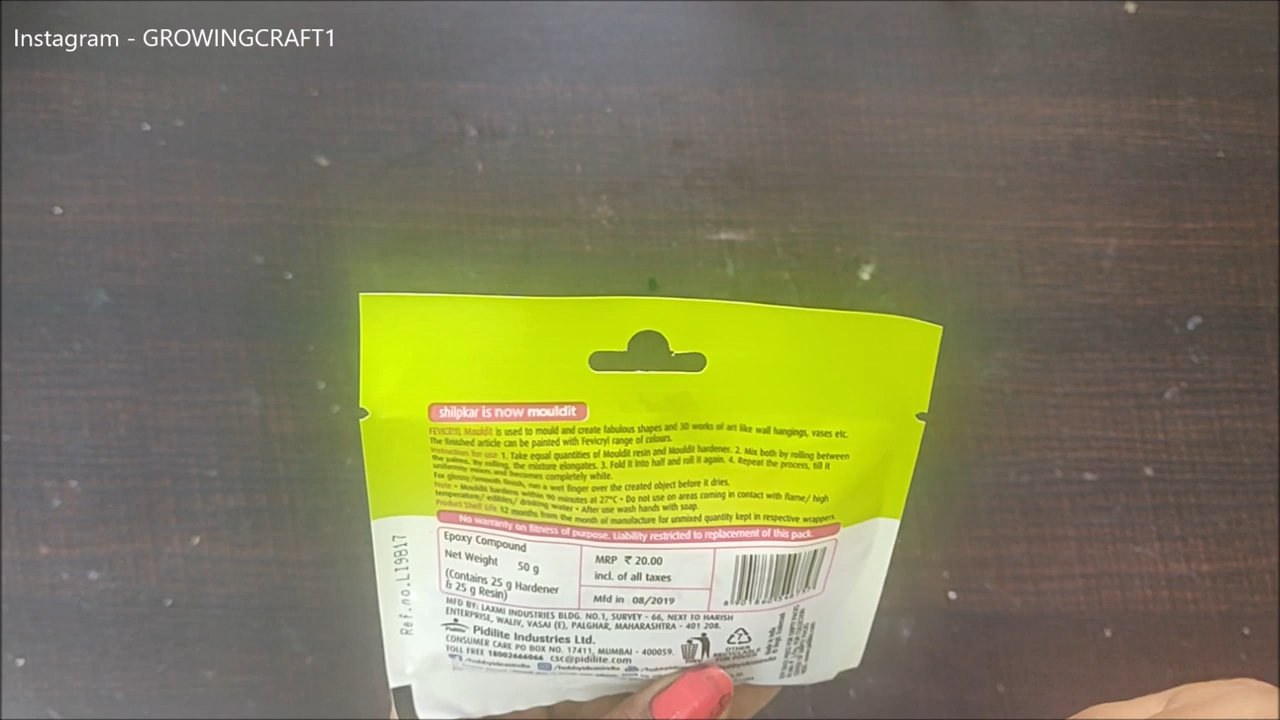 Instagram - GROWINGCRAFT1
shilpkar is now mouldit
FEVICRYL Mouldit is used to mould and create fabulous shapes and 3D works of art like wall hangings, vases etc.
The finished article can be painted with Fevicryl range of colours.
Instruction for use 1. Take equal quantities of Mouldit resin and Mouldit hardener. 2. Mix both by rolling between
the palms. By rolling, the mixture elongates. 3. Fold it into half and roll it again. 4. Repeat the process, till it
uniformly mixes and becomes completely white.
For glossy/smooth finish, run a wet finger over the created object before it dries.
Note • Mouldit hardens within 90 minutes at 27°C • Do not use on areas coming in contact with flame/ high
temperature/ edibles/ drinking water • After use wash hands with soap.
Product Shelf Life 12 months from the month of manufacture for unmixed quantity kept in respective wrappers.
No warranty on fitness of purpose. Liability restricted to replacement of this pack.
Epoxy Compound
Net Weight 50 g
(Contains 25 g Hardener
& 25 g Resin)
MRP ₹ 20.00
incl. of all taxes
Mfd in 08/2019
Ref.no.LI9B17
MFD BY: LAXMI INDUSTRIES BLDG. NO.1, SURVEY - 66, NEXT TO HARISH
ENTERPRISE, WALIV, VASAI (E), PALGHAR, MAHARASHTRA - 401 208.
Pidilite Industries Ltd.
CONSUMER CARE PO BOX NO. 17411, MUMBAI - 400059.
TOLL FREE 18002666066 csc@pidilite.com
/hobbyideasindia /hobbyideasindia
OTHER
RECYCLABLE